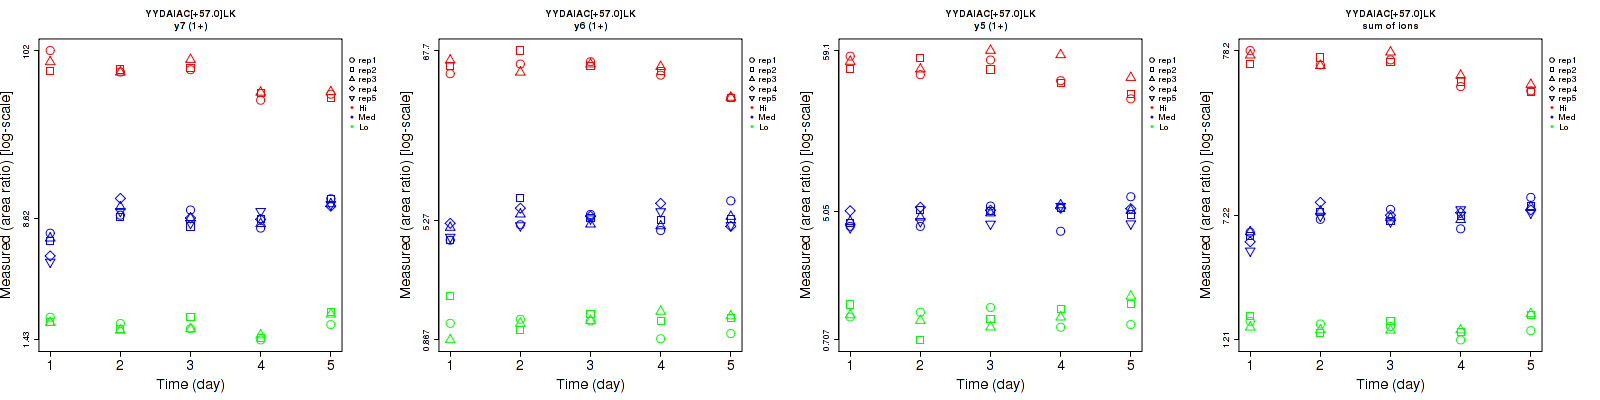 YYDAIAC[+57.0]LK
y7 (1+)
Measured (area ratio) [log-scale]
102
8.62
1.43
1 2 3 4 5
Time (day)
rep1
rep2
rep3
rep4
rep5
Hi
Med
Lo
YYDAIAC[+57.0]LK
y6 (1+)
Measured (area ratio) [log-scale]
67.7
5.27
0.867
1 2 3 4 5
Time (day)
rep1
rep2
rep3
rep4
rep5
Hi
Med
Lo
YYDAIAC[+57.0]LK
y5 (1+)
Measured (area ratio) [log-scale]
59.1
0.707
1 2 3 4 5
Time (day)
rep1
rep2
rep3
rep4
rep5
Hi
Med
Lo
YYDAIAC[+57.0]LK
sum of ions
Measured (area ratio) [log-scale]
78.2
7.22
1.21
1 2 3 4 5
Time (day)
rep1
rep2
rep3
rep4
rep5
Hi
Med
Lo